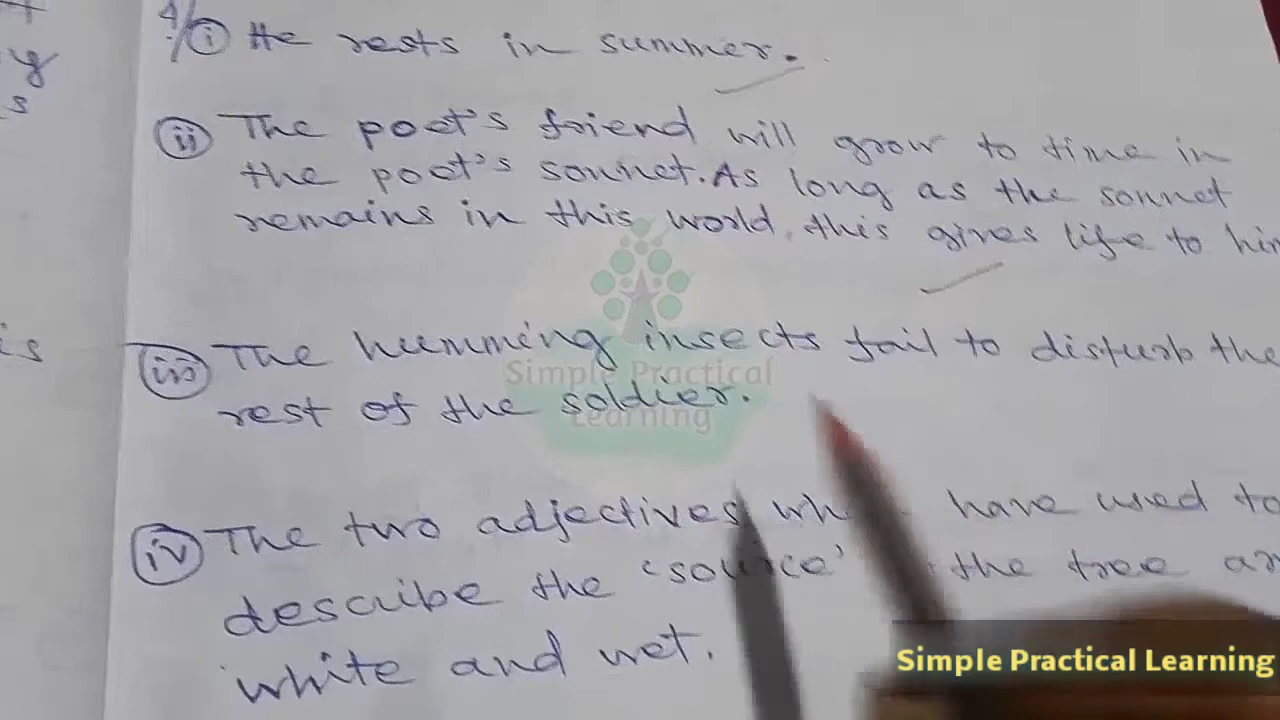 4/ i He rests in summer.
ii The poet's friend will grow to time in
the poet's sonnet. As long as the sonnet
remains in this world, this gives life to him
iii The humming insects fail to disturb the
rest of the soldier.
iv The two adjectives have used to
describe the 'source' the tree
white and wet.
is
Simple Practical
Learning
Simple Practical Learning